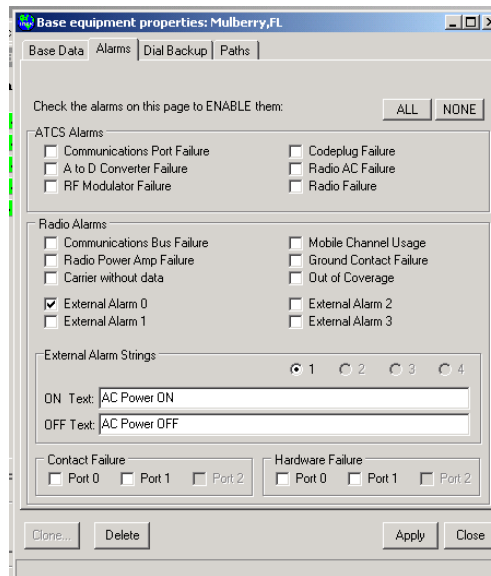 Base equipment properties: Mulberry,FL
Base Data Alarms Dial Backup Paths
Check the alarms on this page to ENABLE them: ALL NONE
ATCS Alarms
Communications Port Failure Codeplug Failure
A to D Converter Failure Radio AC Failure
RF Modulator Failure Radio Failure
Radio Alarms
Communications Bus Failure Mobile Channel Usage
Radio Power Amp Failure Ground Contact Failure
Carrier without data Out of Coverage
External Alarm 0 External Alarm 2
External Alarm 1 External Alarm 3
External Alarm Strings
1 2 3 4
ON Text: AC Power ON
OFF Text: AC Power OFF
Contact Failure Hardware Failure
Port 0 Port 1 Port 2 Port 0 Port 1 Port 2
Clone... Delete Apply Close